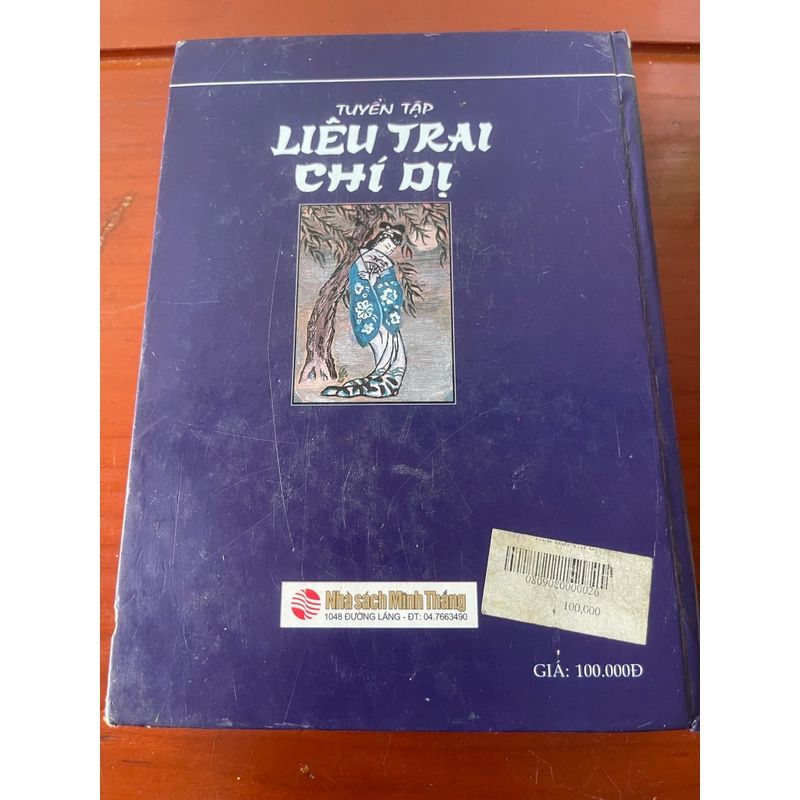 TUYỂN TẬP
LIÊU TRAI
CHÍ DỊ
Nhà sách Minh Thắng
1048 ĐƯỜNG LÁNG - ĐT: 04.7663490
0809020000026
100,000
GIÁ: 100.000Đ